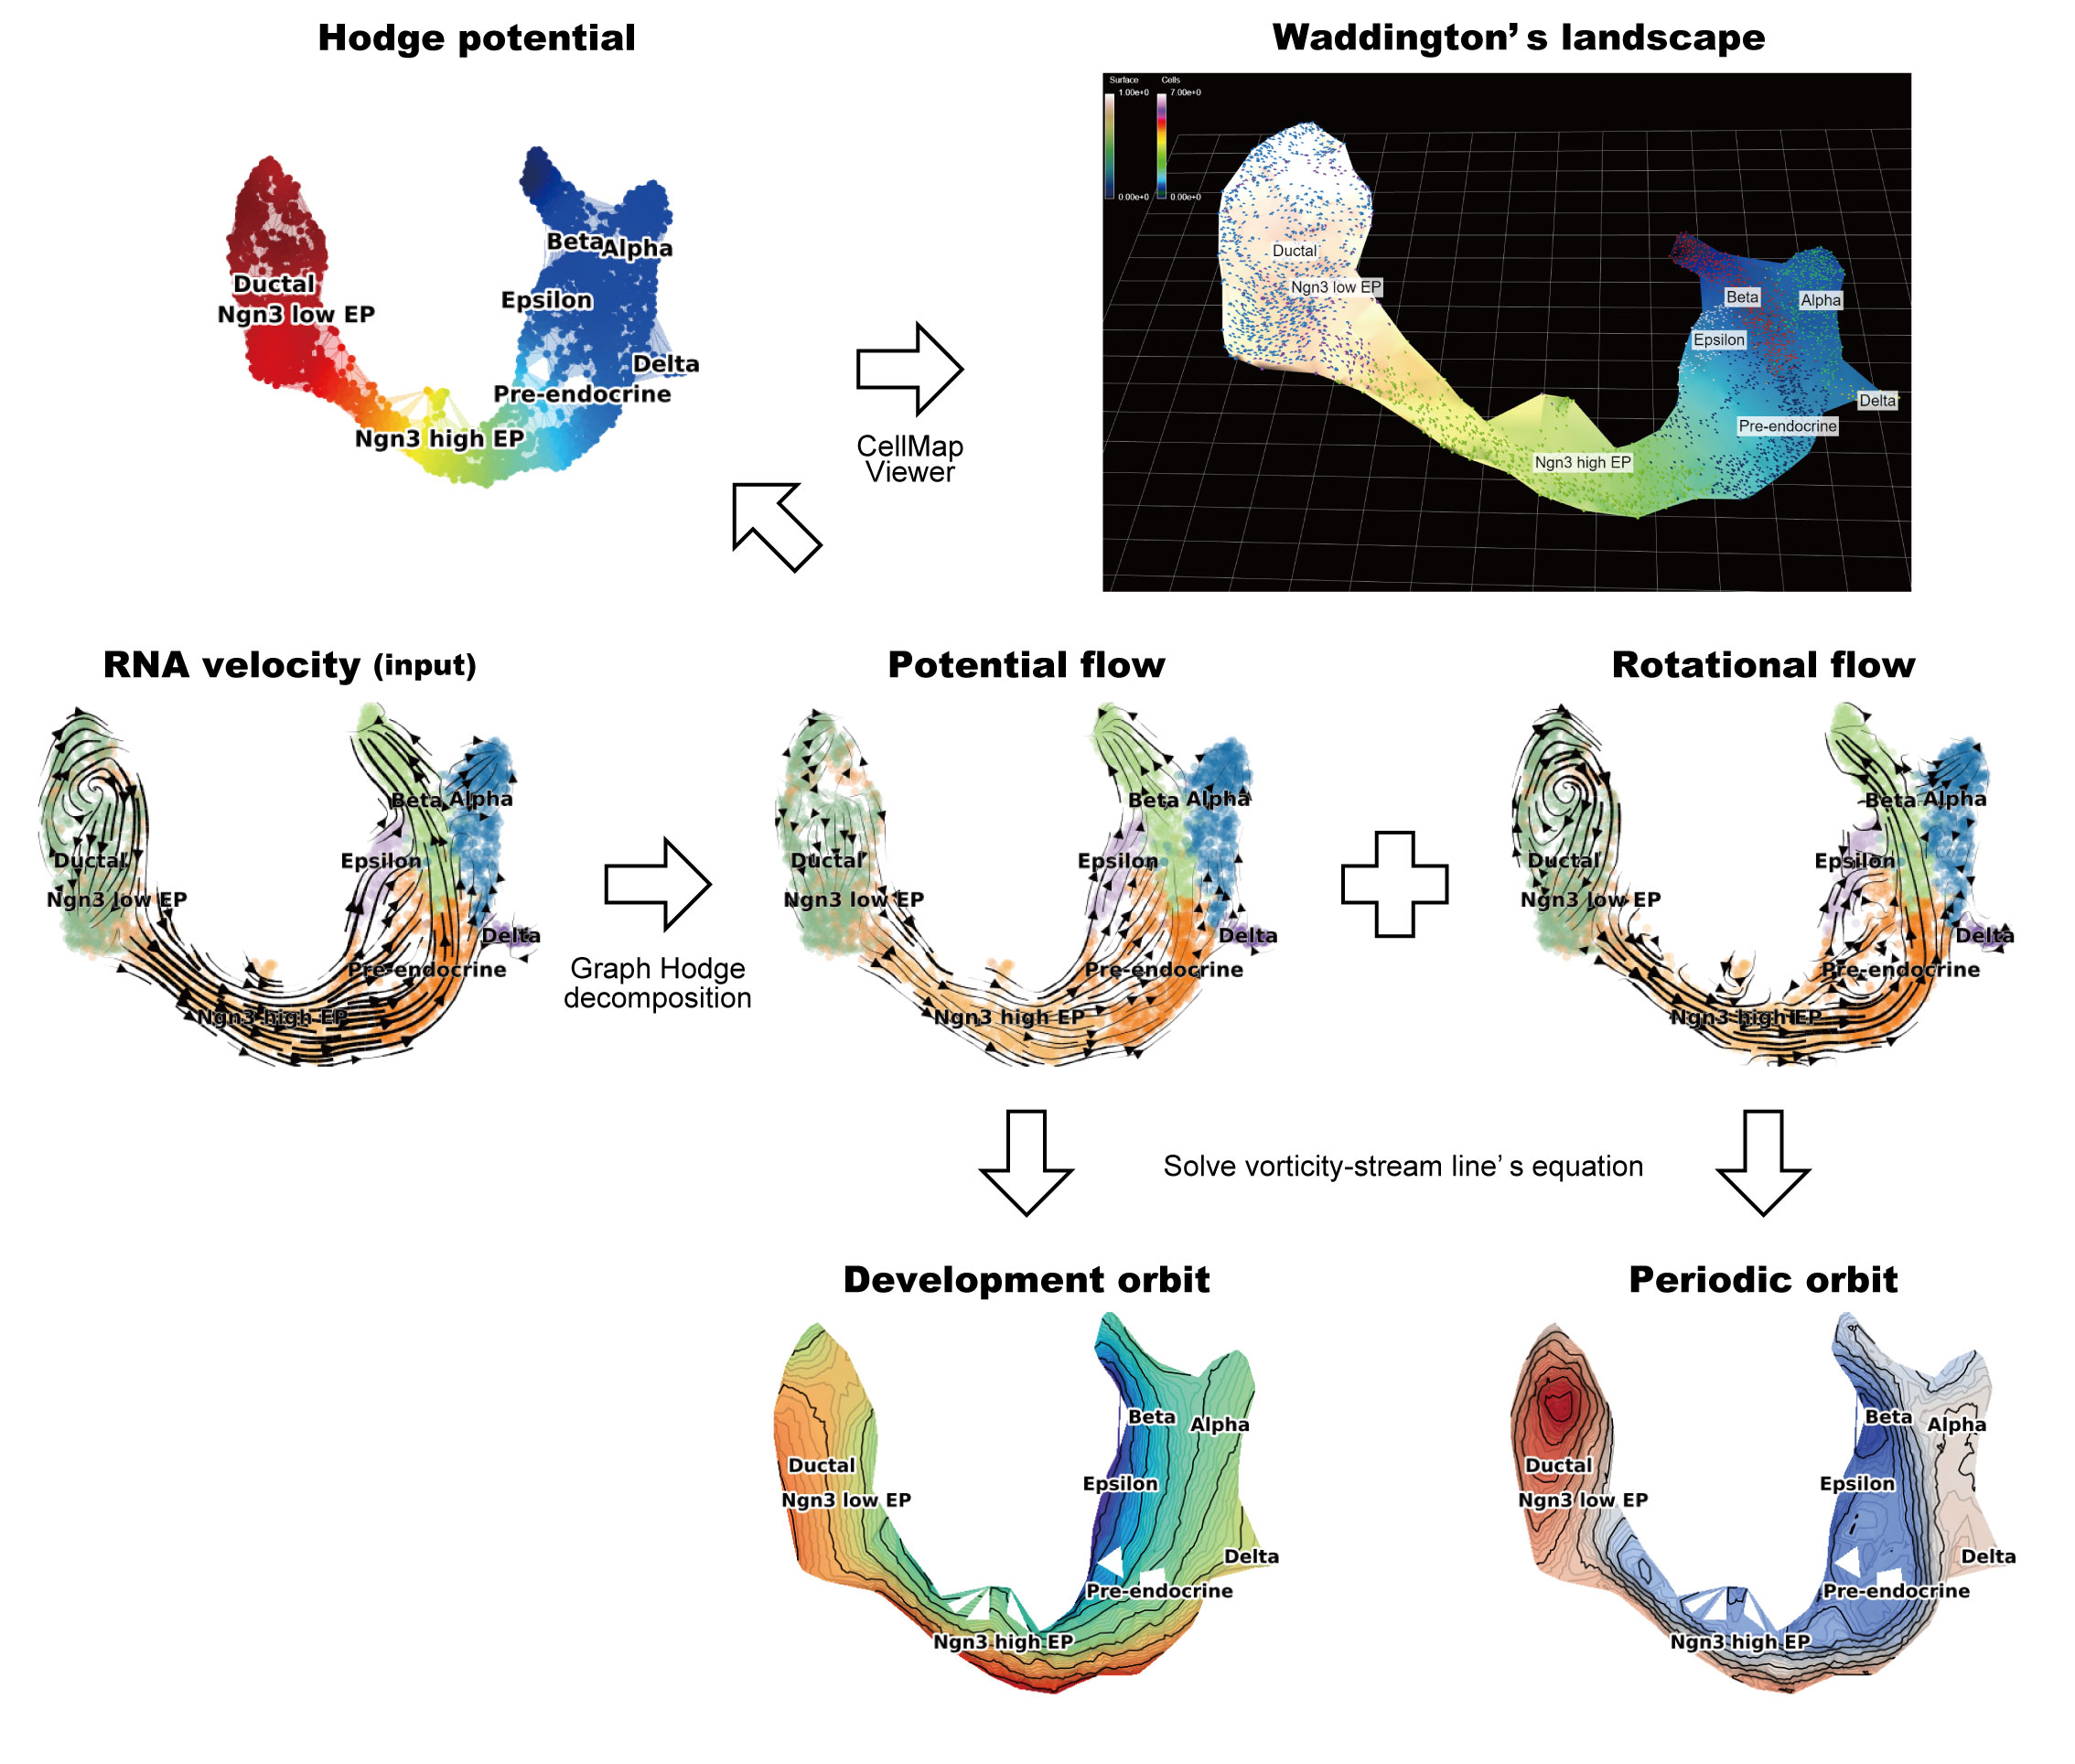 Hodge potential
Waddington’s landscape
Ductal
Ngn3 low EP
Beta
Alpha
Epsilon
Delta
Pre-endocrine
Ngn3 high EP
CellMap
Viewer
Surface
Cells
1.00e+0
7.00e+0
0.00e+0
0.00e+0
Ductal
Ngn3 low EP
Beta
Alpha
Epsilon
Delta
Pre-endocrine
Ngn3 high EP
RNA velocity (input)
Potential flow
Rotational flow
Beta
Alpha
Ductal
Epsilon
Ngn3 low EP
Delta
Pre-endocrine
Ngn3 high EP
Graph Hodge
decomposition
Beta
Alpha
Ductal
Epsilon
Ngn3 low EP
Delta
Pre-endocrine
Ngn3 high EP
Beta
Alpha
Ductal
Epsilon
Ngn3 low EP
Delta
Pre-endocrine
Ngn3 high EP
Solve vorticity-stream line’s equation
Development orbit
Periodic orbit
Beta
Alpha
Ductal
Epsilon
Ngn3 low EP
Delta
Pre-endocrine
Ngn3 high EP
Beta
Alpha
Ductal
Epsilon
Ngn3 low EP
Delta
Pre-endocrine
Ngn3 high EP